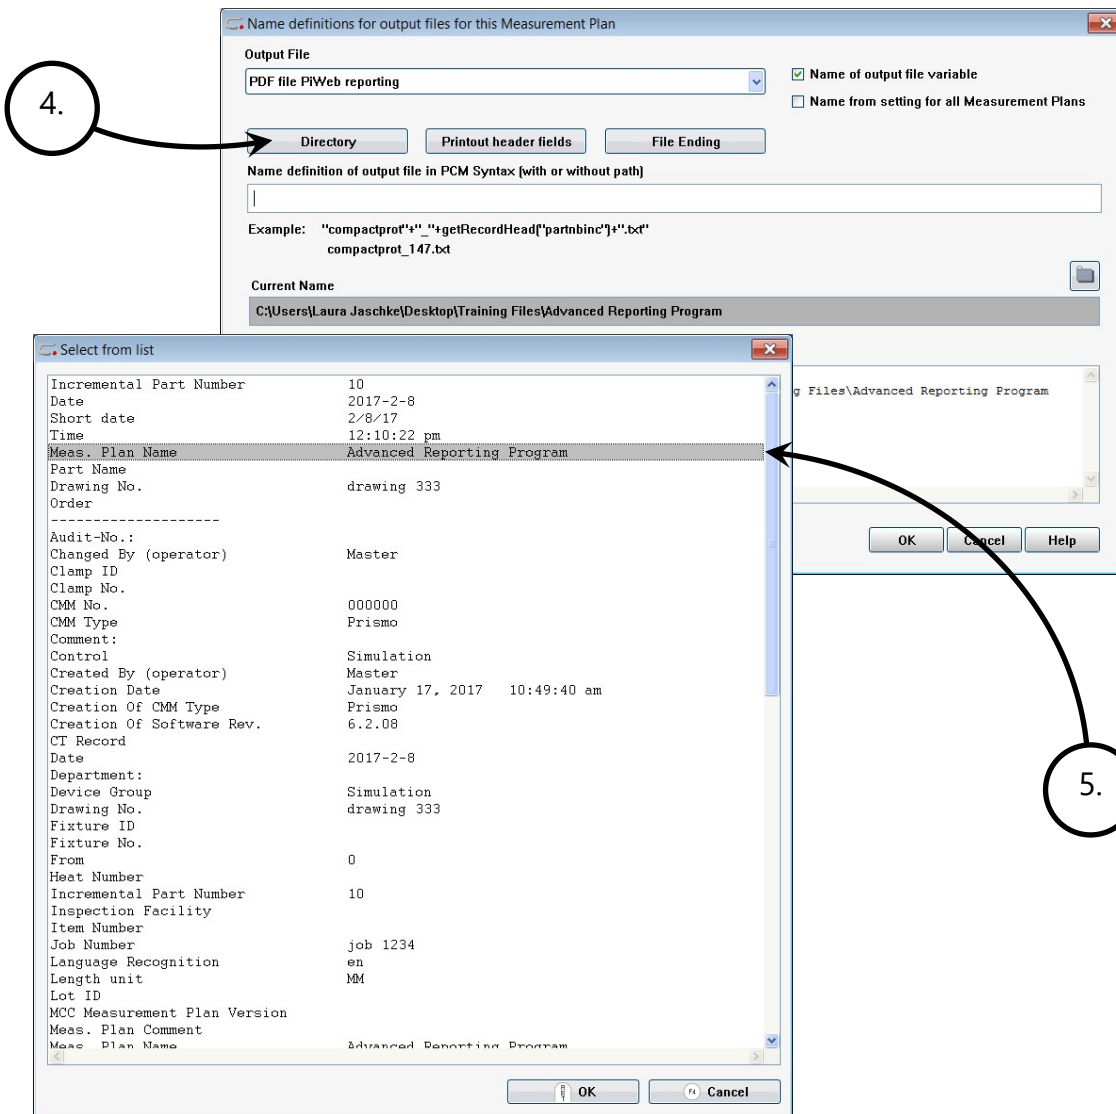 Name definitions for output files for this Measurement Plan
Output File
PDF file PiWeb reporting
Name of output file variable
Name from setting for all Measurement Plans
4.
Directory Printout header fields File Ending
Name definition of output file in PCM Syntax (with or without path)
Example: "compactprot"+"_"+getRecordHead("partnbinc")+".txt"
compactprot_147.txt
Current Name
C:\Users\Laura Jaschke\Desktop\Training Files\Advanced Reporting Program
g Files\Advanced Reporting Program
OK Cancel Help
Select from list
Incremental Part Number 10
Date 2017-2-8
Short date 2/8/17
Time 12:10:22 pm
Meas. Plan Name Advanced Reporting Program
Part Name
Drawing No. drawing 333
Order
--------------------
Audit-No.:
Changed By (operator) Master
Clamp ID
Clamp No.
CMM No. 000000
CMM Type Prismo
Comment:
Control Simulation
Created By (operator) Master
Creation Date January 17, 2017 10:49:40 am
Creation Of CMM Type Prismo
Creation Of Software Rev. 6.2.08
CT Record
Date 2017-2-8
Department:
Device Group Simulation
Drawing No. drawing 333
Fixture ID
Fixture No.
From 0
Heat Number
Incremental Part Number 10
Inspection Facility
Item Number
Job Number job 1234
Language Recognition en
Length unit MM
Lot ID
MCC Measurement Plan Version
Meas. Plan Comment
Meas. Plan Name Advanced Reporting Program
OK F4 Cancel
5.